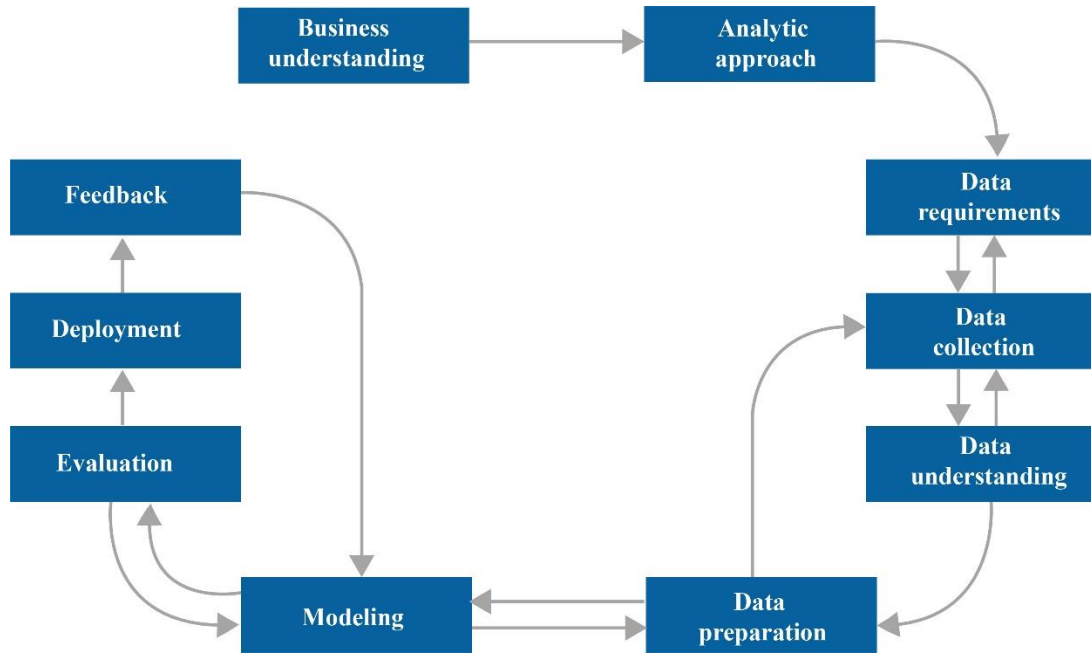 Business
understanding
Analytic
approach
Data
requirements
Data
collection
Data
understanding
Data
preparation
Modeling
Evaluation
Deployment
Feedback